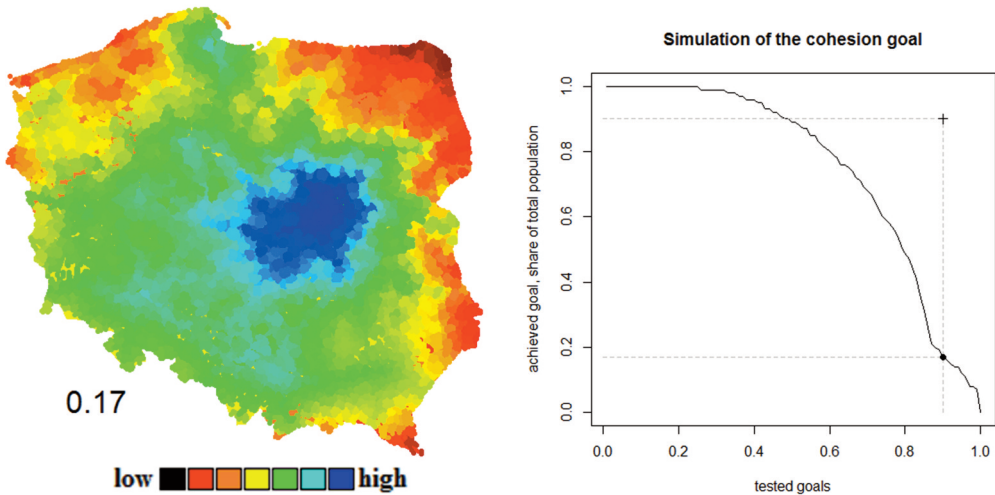 0.17
low high
Simulation of the cohesion goal
achieved goal, share of total population
1.0
0.8
0.6
0.4
0.2
0.0
0.0 0.2 0.4 0.6 0.8 1.0
tested goals